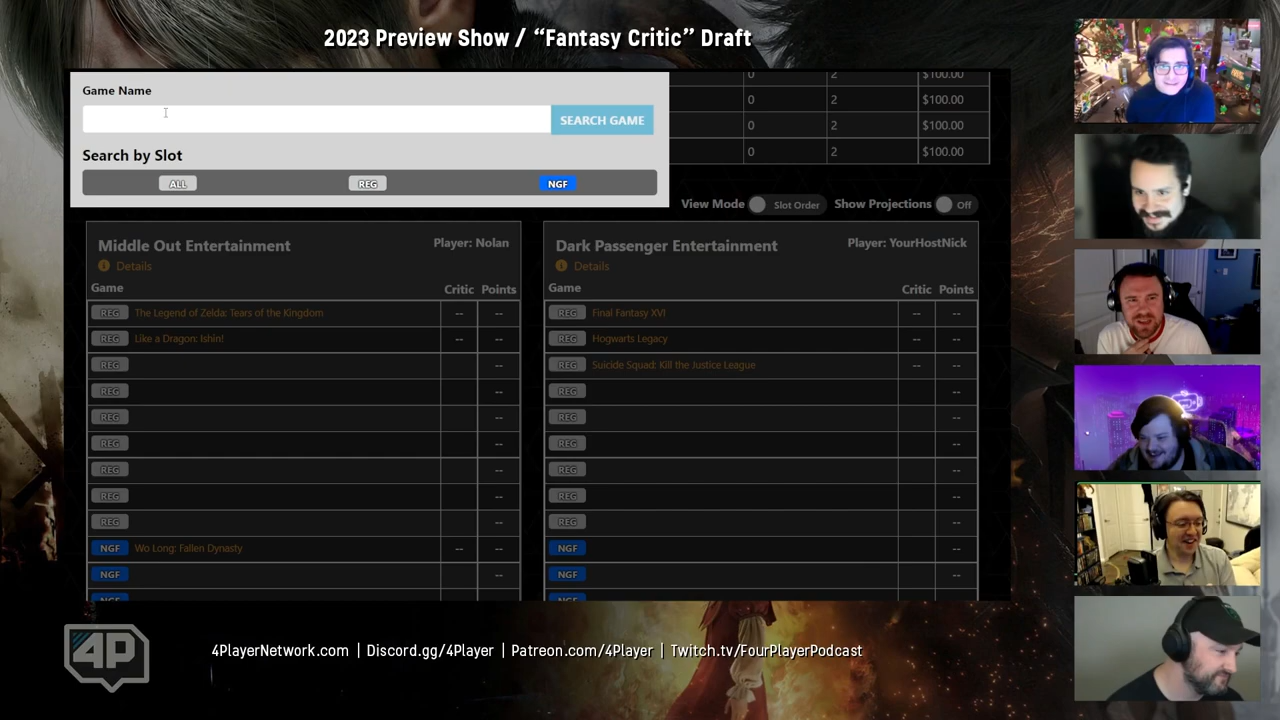 2023 Preview Show / “Fantasy Critic” Draft
Game Name
SEARCH GAME
Search by Slot
ALL REG NGF
0 2 $100.00
0 2 $100.00
0 2 $100.00
0 2 $100.00
View Mode Slot Order Show Projections Off
Middle Out Entertainment Player: Nolan
Details
Game Critic Points
REG The Legend of Zelda: Tears of the Kingdom -- --
REG Like a Dragon: Ishin! -- --
REG --
REG --
REG --
REG --
REG --
REG --
REG --
NGF Wo Long: Fallen Dynasty -- --
NGF --
NGF
Dark Passenger Entertainment Player: YourHostNick
Details
Game Critic Points
REG Final Fantasy XVI -- --
REG Hogwarts Legacy -- --
REG Suicide Squad: Kill the Justice League -- --
REG --
REG --
REG --
REG --
REG --
REG --
NGF --
NGF --
NGF
4P
4PlayerNetwork.com | Discord.gg/4Player | Patreon.com/4Player | Twitch.tv/FourPlayerPodcast